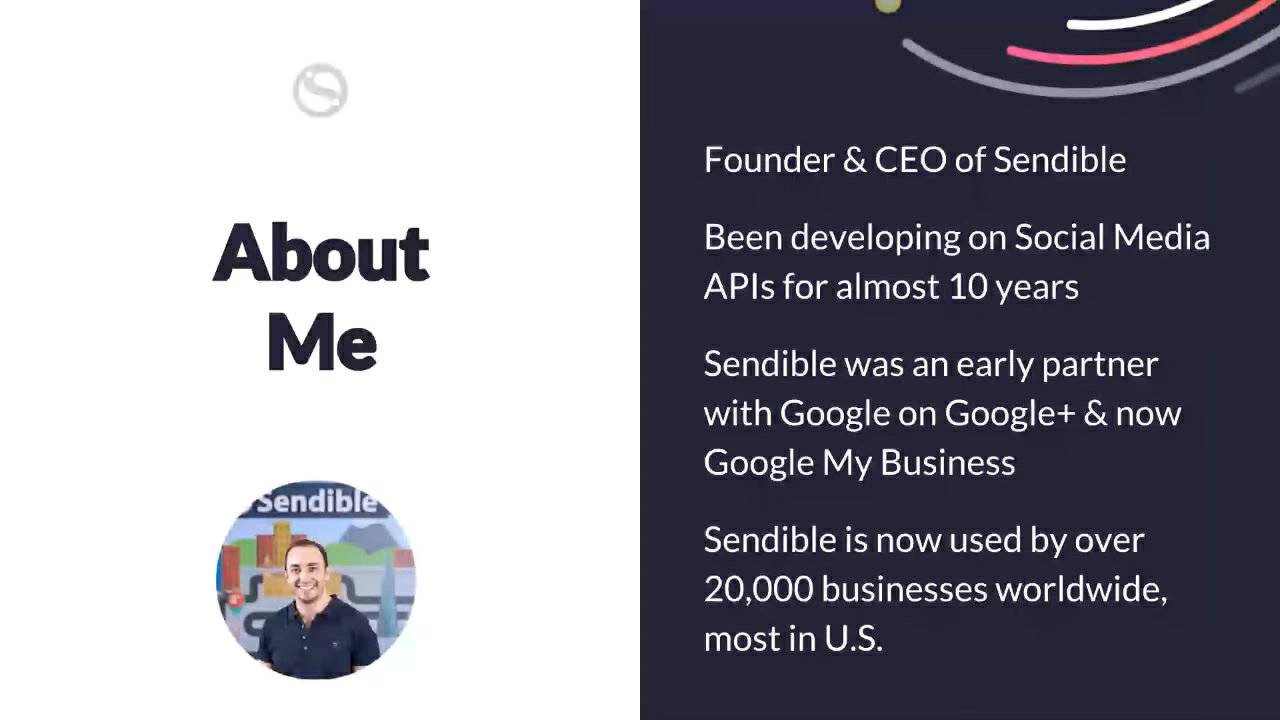 About
Me
Sendible
Founder & CEO of Sendible
Been developing on Social Media
APIs for almost 10 years
Sendible was an early partner
with Google on Google+ & now
Google My Business
Sendible is now used by over
20,000 businesses worldwide,
most in U.S.